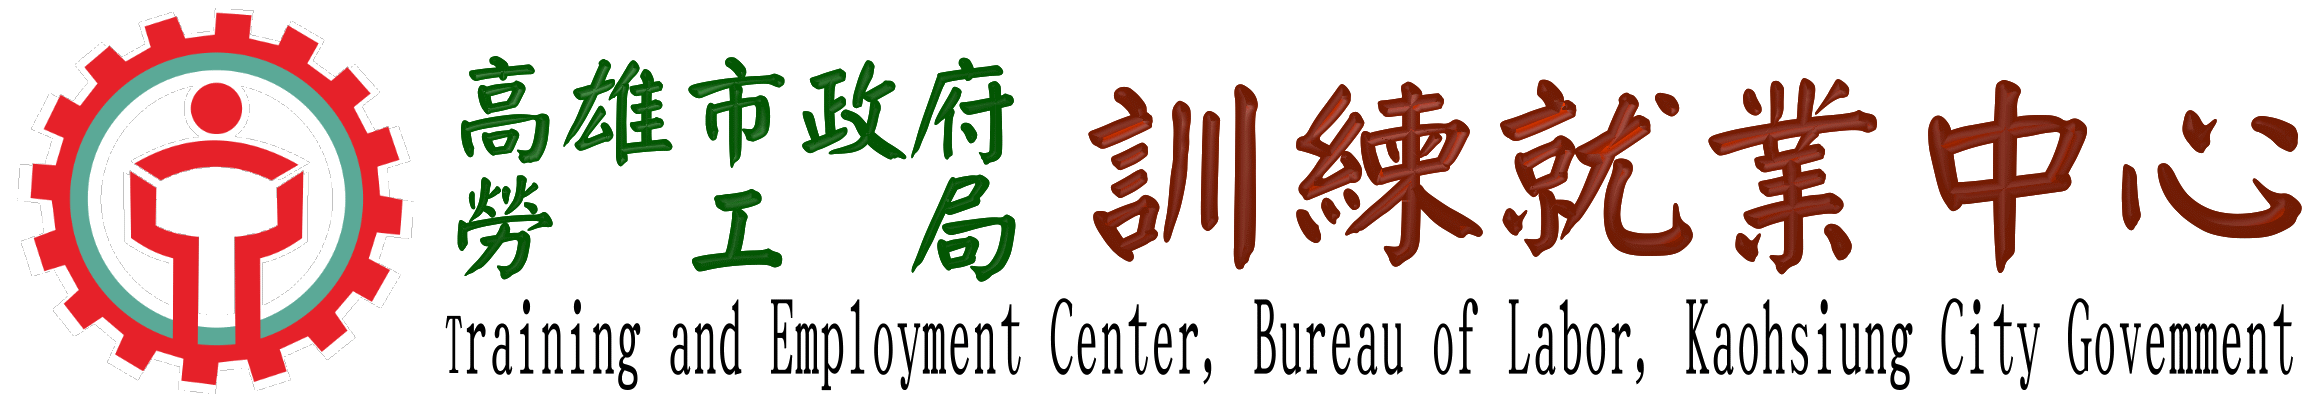 高雄市政府
勞工局
訓練就業中心
Training and Employment Center, Bureau of Labor, Kaohsiung City Govemment